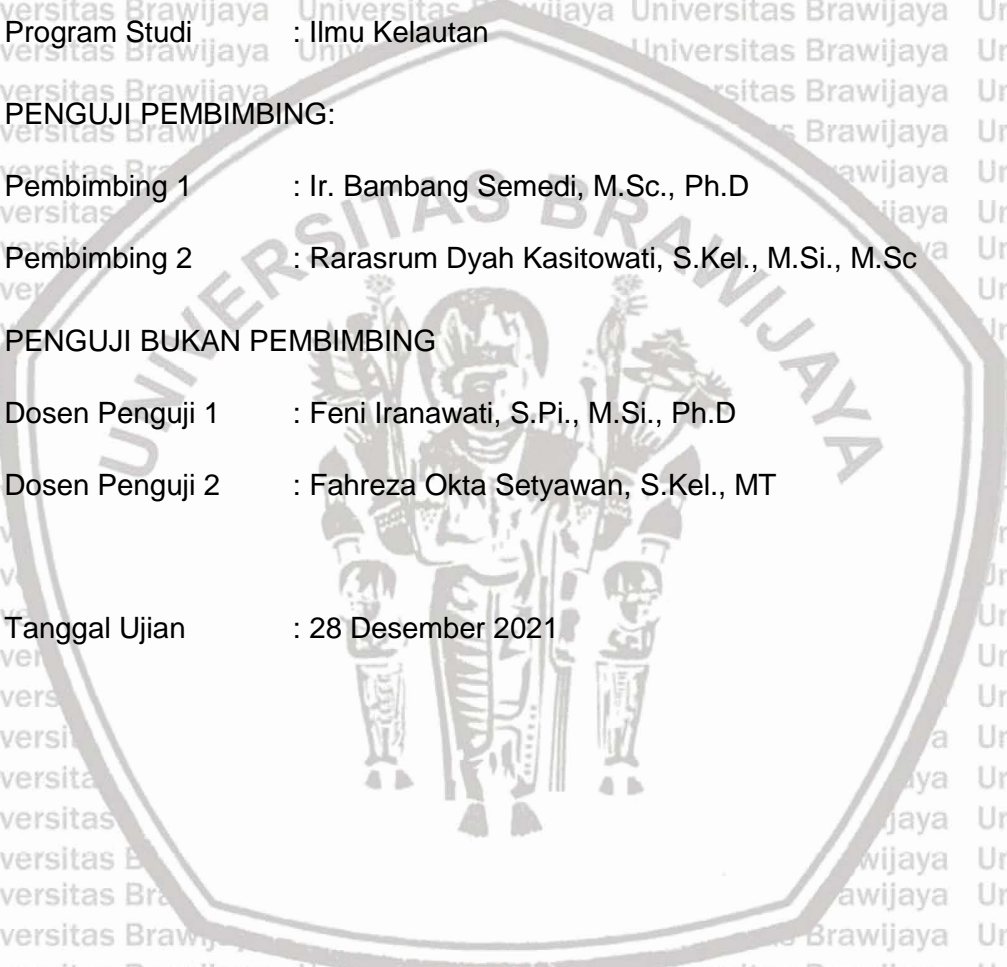 Program Studi : Ilmu Kelautan
PENGUJI PEMBIMBING:
Pembimbing 1 : Ir. Bambang Semedi, M.Sc., Ph.D
Pembimbing 2 : Rarasrum Dyah Kasitowati, S.Kel., M.Si., M.Sc
PENGUJI BUKAN PEMBIMBING
Dosen Penguji 1 : Feni Iranawati, S.Pi., M.Si., Ph.D
Dosen Penguji 2 : Fahreza Okta Setyawan, S.Kel., MT
Tanggal Ujian : 28 Desember 2021
UNIVERSITAS BRAWIJAYA